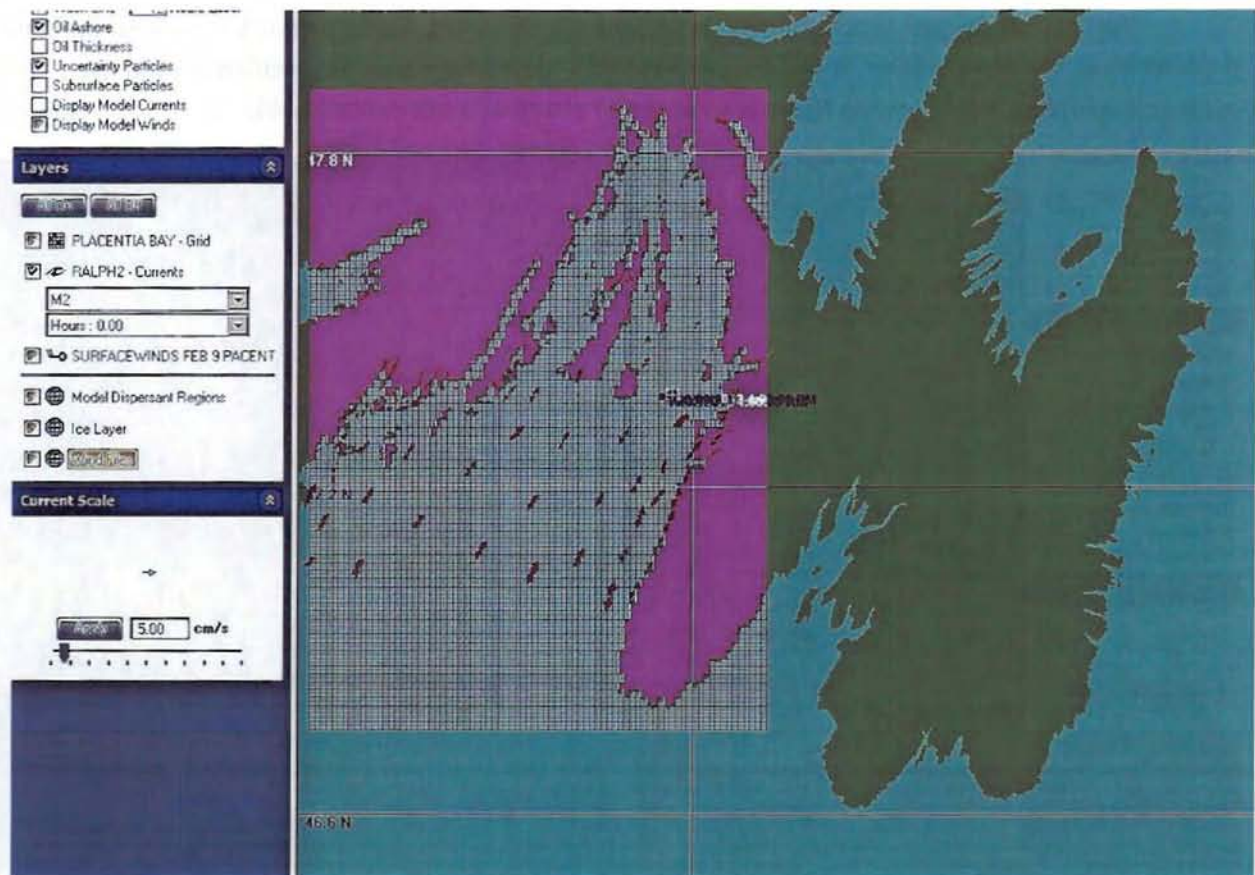 Oil Ashore
Oil Thickness
Uncertainty Particles
Subsurface Particles
Display Model Currents
Display Model Winds
Layers
PLACENTIA BAY - Grid
RALPH2 - Currents
M2
Hours : 0.00
SURFACEWINDS FEB 9 PACENT
Model Dispersant Regions
Ice Layer
Current Scale
Apply 5.00 cm/s
47.8 N
46.6 N